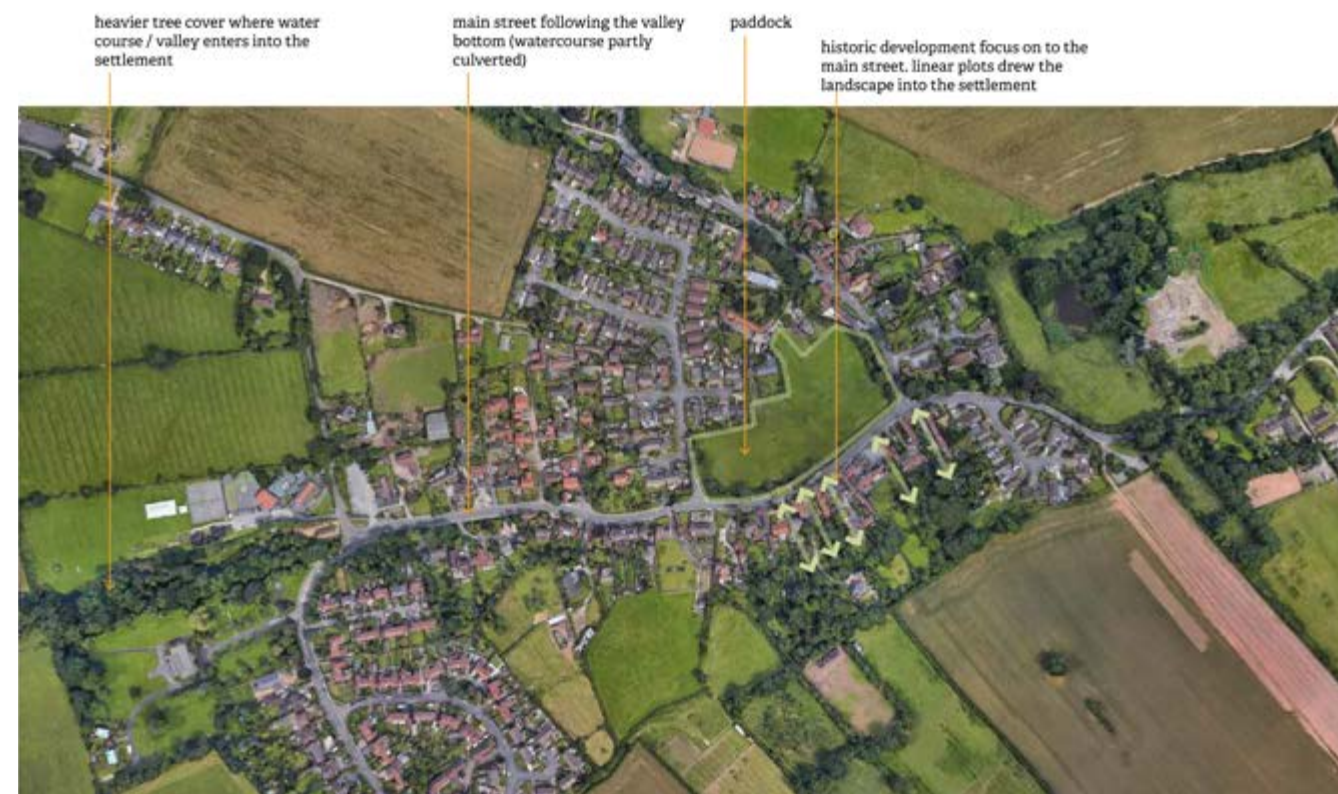 heavier tree cover where water
course / valley enters into the
settlement
main street following the valley
bottom (watercourse partly
culverted)
paddock
historic development focus on to the
main street. linear plots drew the
landscape into the settlement